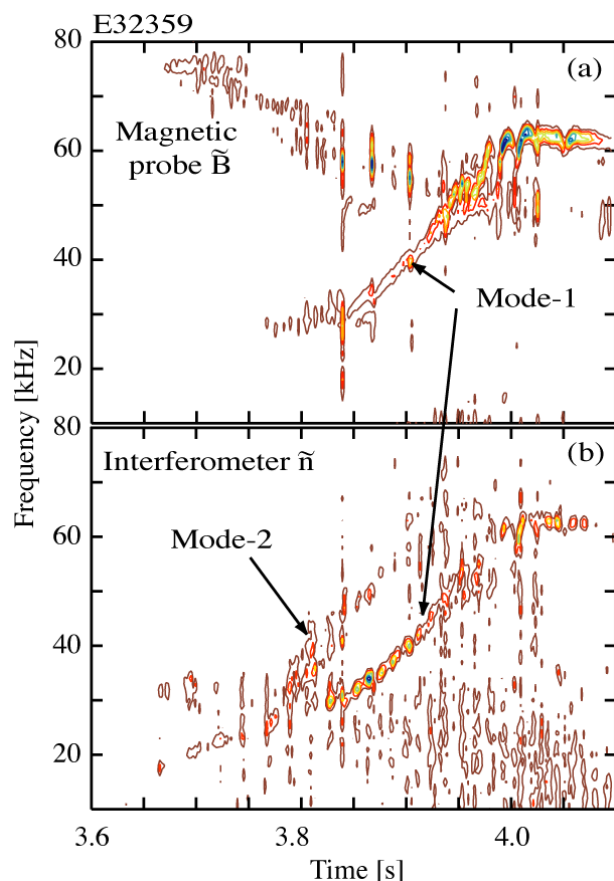 E32359
80
(a)
Magnetic
probe B̃
60
40
Mode-1
20
80
Frequency [kHz]
(b)
Interferometer ñ
60
Mode-2
40
20
3.6
3.8
4.0
Time [s]